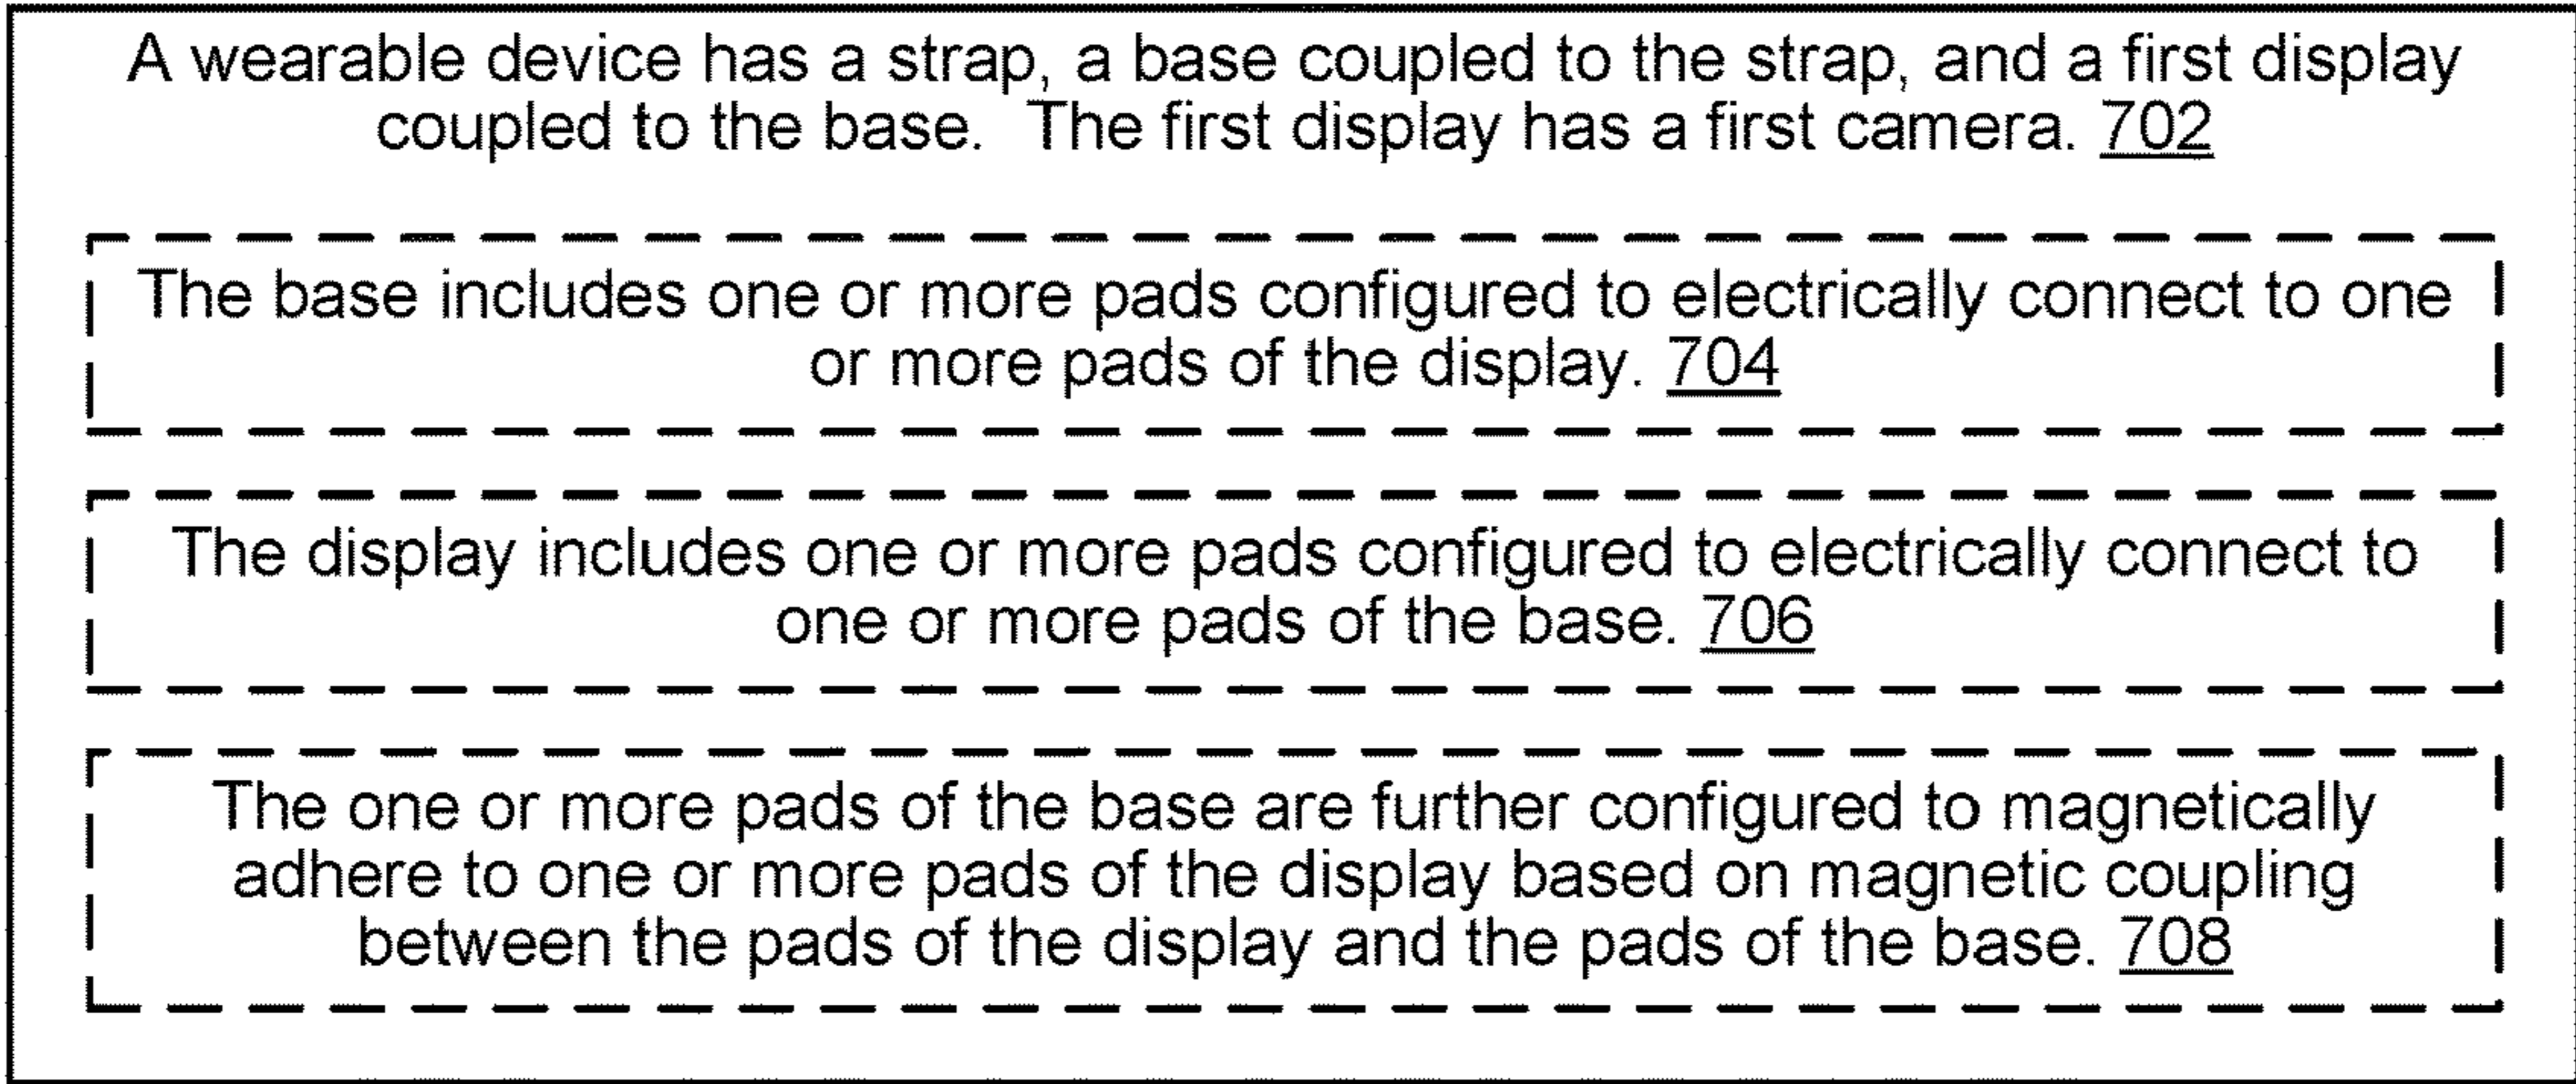 A wearable device has a strap, a base coupled to the strap, and a first display
coupled to the base.  The first display has a first camera. 702
The base includes one or more pads configured to electrically connect to one
or more pads of the display. 704
The display includes one or more pads configured to electrically connect to
one or more pads of the base. 706
The one or more pads of the base are further configured to magnetically
adhere to one or more pads of the display based on magnetic coupling
between the pads of the display and the pads of the base. 708